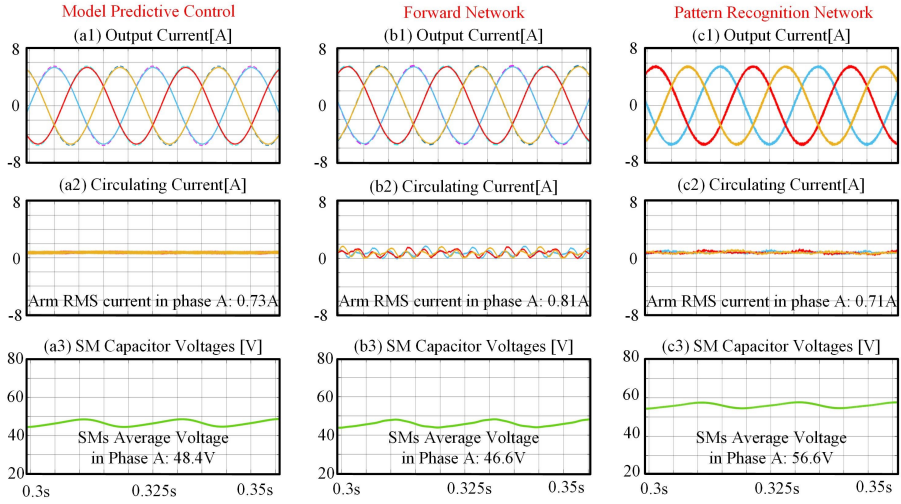 Model Predictive Control
Forward Network
Pattern Recognition Network
(a1) Output Current[A]
(b1) Output Current[A]
(c1) Output Current[A]
8
0
-8
8
0
-8
8
0
-8
(a2) Circulating Current[A]
(b2) Circulating Current[A]
(c2) Circulating Current[A]
8
0
-8
Arm RMS current in phase A: 0.73A
8
0
-8
Arm RMS current in phase A: 0.81A
8
0
-8
Arm RMS current in phase A: 0.71A
(a3) SM Capacitor Voltages [V]
(b3) SM Capacitor Voltages [V]
(c3) SM Capacitor Voltages [V]
80
60
40
20
SMs Average Voltage
in Phase A: 48.4V
80
60
40
20
SMs Average Voltage
in Phase A: 46.6V
80
60
40
20
SMs Average Voltage
in Phase A: 56.6V
0.3s 0.325s 0.35s
0.3s 0.325s 0.35s
0.3s 0.325s 0.35s